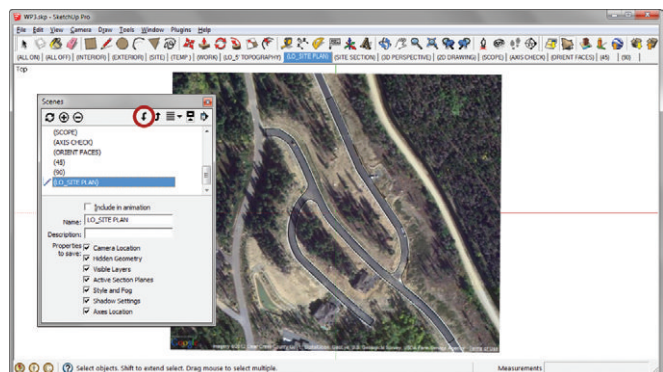 WP3.skp - SketchUp Pro
File Edit View Camera Draw Tools Window Plugins Help
(ALL ON) (ALL OFF) (INTERIOR) (EXTERIOR) (SITE) (TEMP) (WORK) (LO_5' TOPOGRAPHY) (LO_SITE PLAN) (SITE SECTION) (3D PERSPECTIVE) (2D DRAWING) (SCOPE) (AXIS CHECK) (ORIENT FACES) (45) (90)
Top
Scenes
(SCOPE)
(AXIS CHECK)
(ORIENT FACES)
(45)
(90)
(LO_SITE PLAN)
Include in animation
Name: LO_SITE PLAN
Description:
Properties to save:
Camera Location
Hidden Geometry
Visible Layers
Active Section Planes
Style and Fog
Shadow Settings
Axes Location
Google
Select objects. Shift to extend select. Drag mouse to select multiple.
Measurements